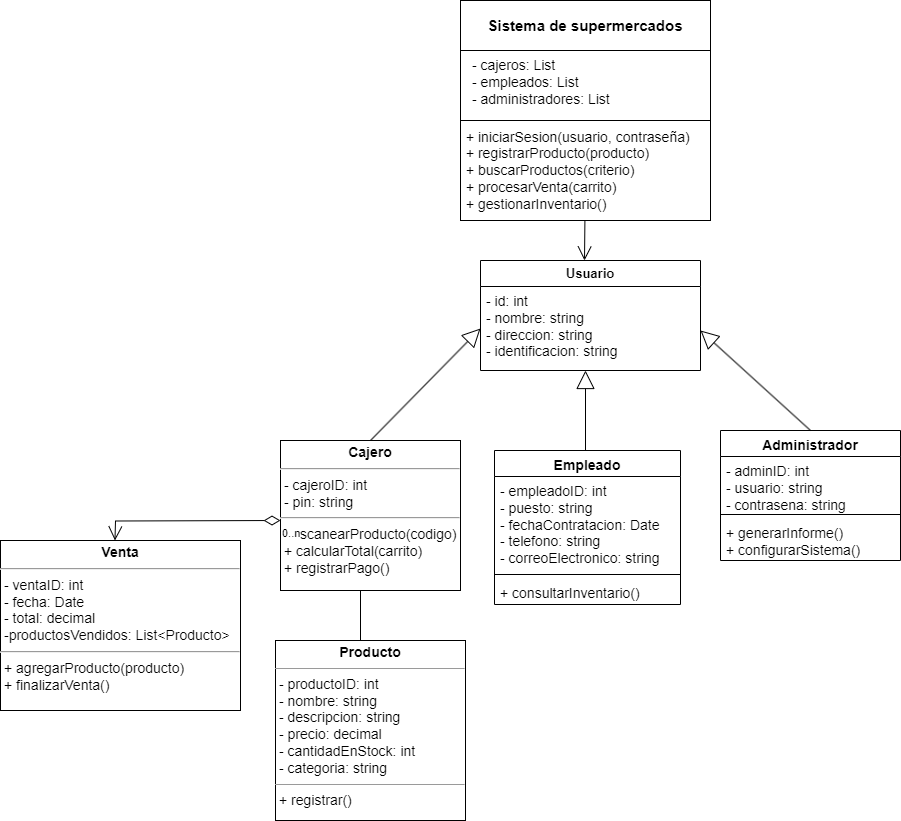 Sistema de supermercados
- cajeros: List
- empleados: List
- administradores: List
+ iniciarSesion(usuario, contraseña)
+ registrarProducto(producto)
+ buscarProductos(criterio)
+ procesarVenta(carrito)
+ gestionarInventario()
Usuario
- id: int
- nombre: string
- direccion: string
- identificacion: string
Cajero
- cajeroID: int
- pin: string
0..n
scanearProducto(codigo)
+ calcularTotal(carrito)
+ registrarPago()
Empleado
- empleadoID: int
- puesto: string
- fechaContratacion: Date
- telefono: string
- correoElectronico: string
+ consultarInventario()
Administrador
- adminID: int
- usuario: string
- contrasena: string
+ generarInforme()
+ configurarSistema()
Venta
- ventaID: int
- fecha: Date
- total: decimal
-productosVendidos: List<Producto>
+ agregarProducto(producto)
+ finalizarVenta()
Producto
- productoID: int
- nombre: string
- descripcion: string
- precio: decimal
- cantidadEnStock: int
- categoria: string
+ registrar()